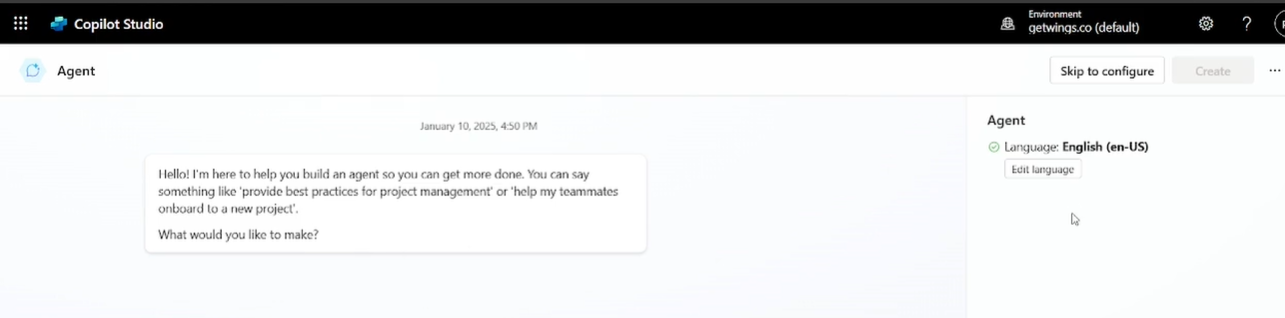 Copilot Studio
Environment
getwings.co (default)
?
Agent
Skip to configure
Create
...
January 10, 2025, 4:50 PM
Hello! I'm here to help you build an agent so you can get more done. You can say
something like 'provide best practices for project management' or 'help my teammates
onboard to a new project'.
What would you like to make?
Agent
Language: English (en-US)
Edit language